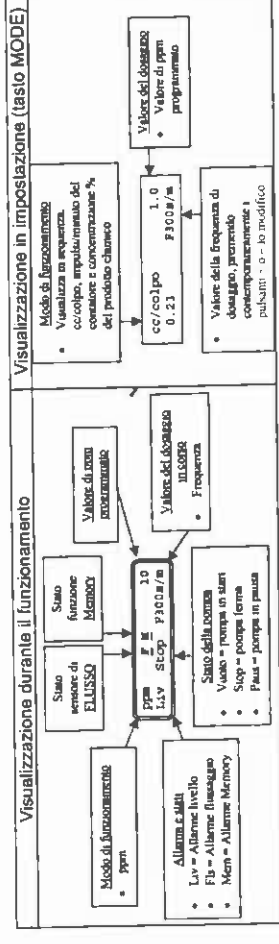 Visualizzazione durante il funzionamento
Stato
sensore di
FLUSSO
Stato
funzione
Memory
Modo di funzionamento
• ppm
Valore di ppm
programmato
ppm F M 10
Liv Stop F300m/m
Allarmi e stati
• Liv = Allarme livello
• Fls = Allarme flussaggio
• Mem = Allarme Memory
Stato della pompa
• Vuoto = pompa in start
• Stop = pompa ferma
• Paus = pompa in pausa
Valore del dosaggio
in corso
• Frequenza
Visualizzazione in impostazione (tasto MODE)
Modo di funzionamento
• Visualizza in sequenza,
cc/colpo, impulsi/minuto del
contatore e concentrazione %
del prodotto chimico
Valore del dosaggio
• Valore di ppm
programmato
cc/colpo 1.0
0.21 F300m/m
• Valore della frequenza di
dosaggio, premendo
contemporaneamente i
pulsanti > o < lo modifico